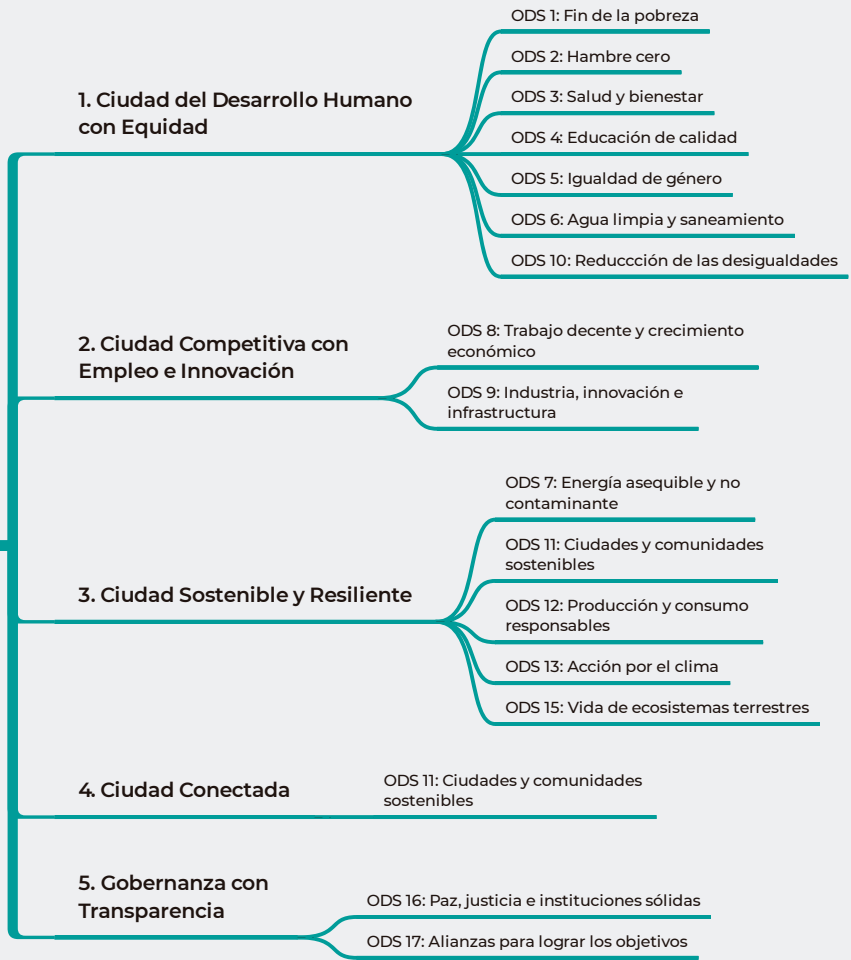 1. Ciudad del Desarrollo Humano
con Equidad
ODS 1: Fin de la pobreza
ODS 2: Hambre cero
ODS 3: Salud y bienestar
ODS 4: Educación de calidad
ODS 5: Igualdad de género
ODS 6: Agua limpia y saneamiento
ODS 10: Reduccción de las desigualdades
2. Ciudad Competitiva con
Empleo e Innovación
ODS 8: Trabajo decente y crecimiento
económico
ODS 9: Industria, innovación e
infrastructura
3. Ciudad Sostenible y Resiliente
ODS 7: Energía asequible y no
contaminante
ODS 11: Ciudades y comunidades
sostenibles
ODS 12: Producción y consumo
responsables
ODS 13: Acción por el clima
ODS 15: Vida de ecosistemas terrestres
4. Ciudad Conectada
ODS 11: Ciudades y comunidades
sostenibles
5. Gobernanza con
Transparencia
ODS 16: Paz, justicia e instituciones sólidas
ODS 17: Alianzas para lograr los objetivos